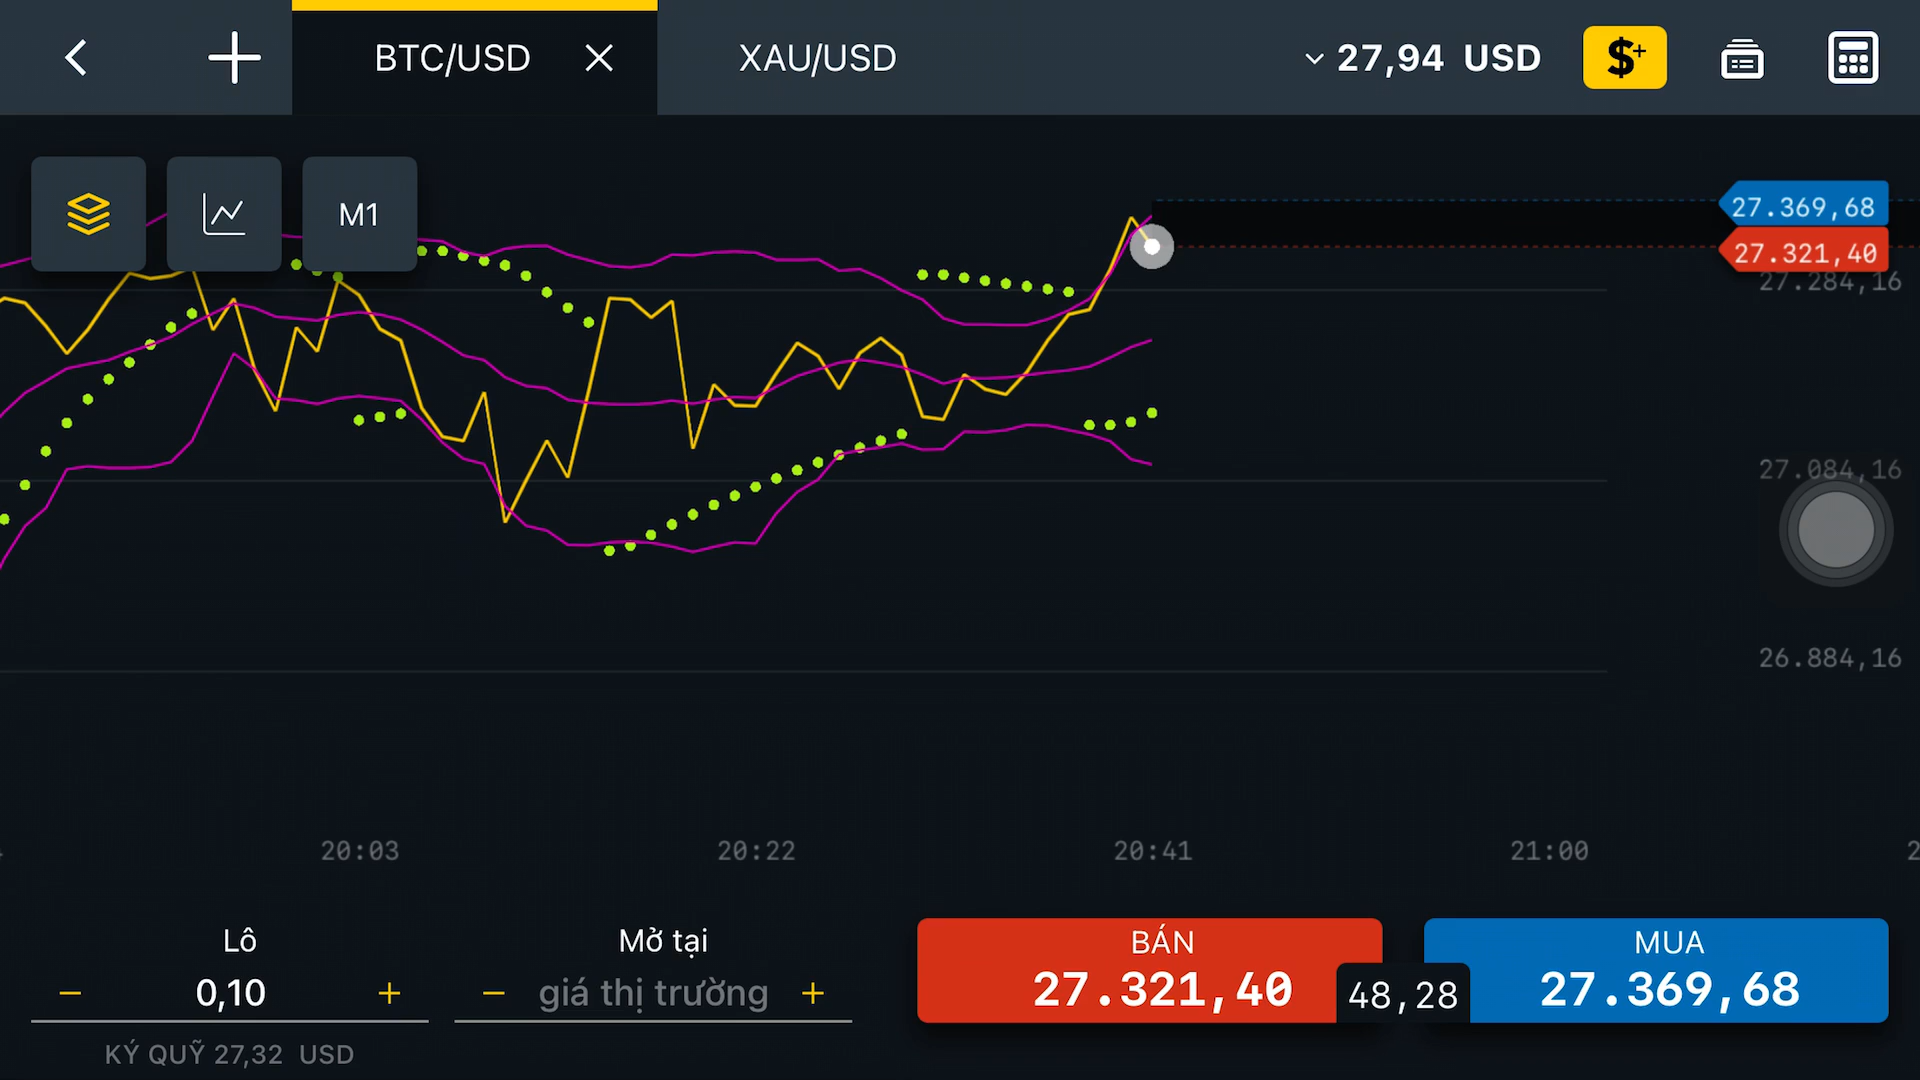 BTC/USD
XAU/USD
27,94 USD
$+
M1
27.369,68
27.321,40
27.284,16
27.084,16
26.884,16
20:03
20:22
20:41
21:00
2
Lô
0,10
KÝ QUỸ 27,32 USD
Mở tại
giá thị trường
BÁN
27.321,40
48,28
MUA
27.369,68